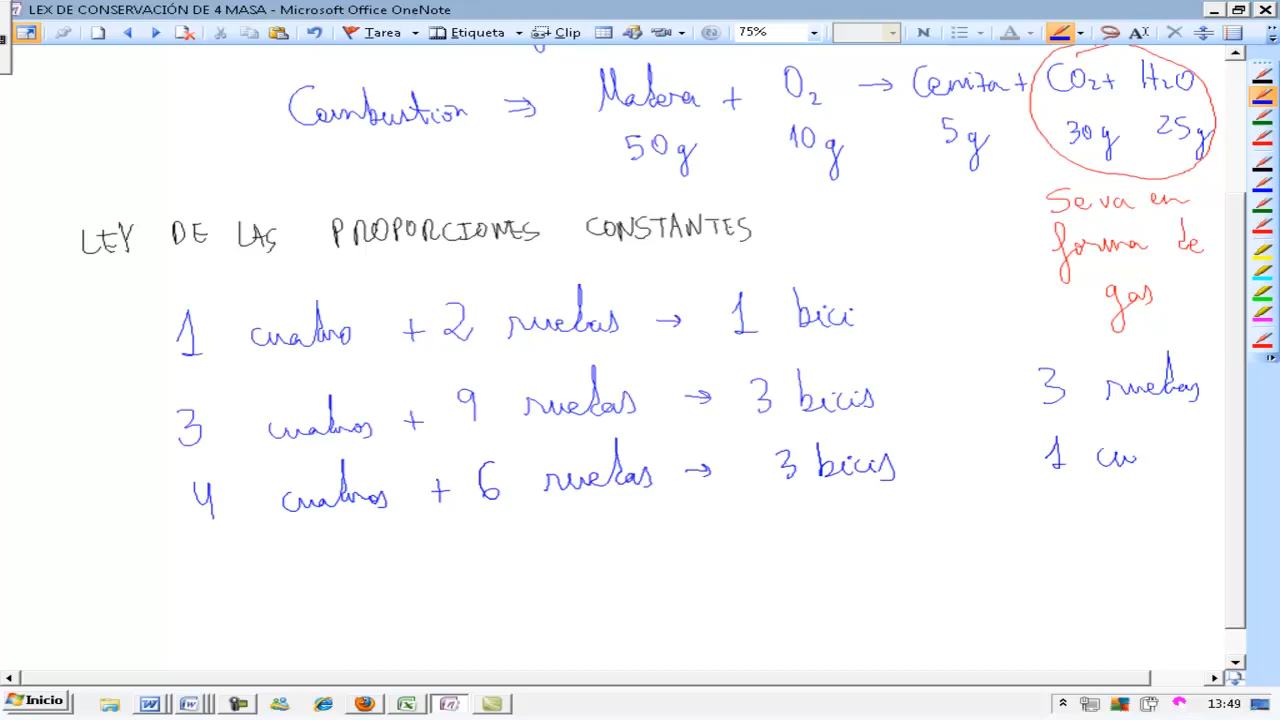 LEX DE CONSERVACIÓN DE 4 MASA - Microsoft Office OneNote
Tarea Etiqueta Clip 75% N A
Combustion ⇒ Madera + O2 → Ceniza + CO2 + H2O
50g 10g 5g 30g 25g
Se va en
forma de
gas
LEY DE LAS PROPORCIONES CONSTANTES
1 cuadro + 2 ruedas → 1 bici
3 cuadros + 9 ruedas → 3 bicis 3 ruedas
4 cuadros + 6 ruedas → 3 bicis 1 cu
Inicio 13:49